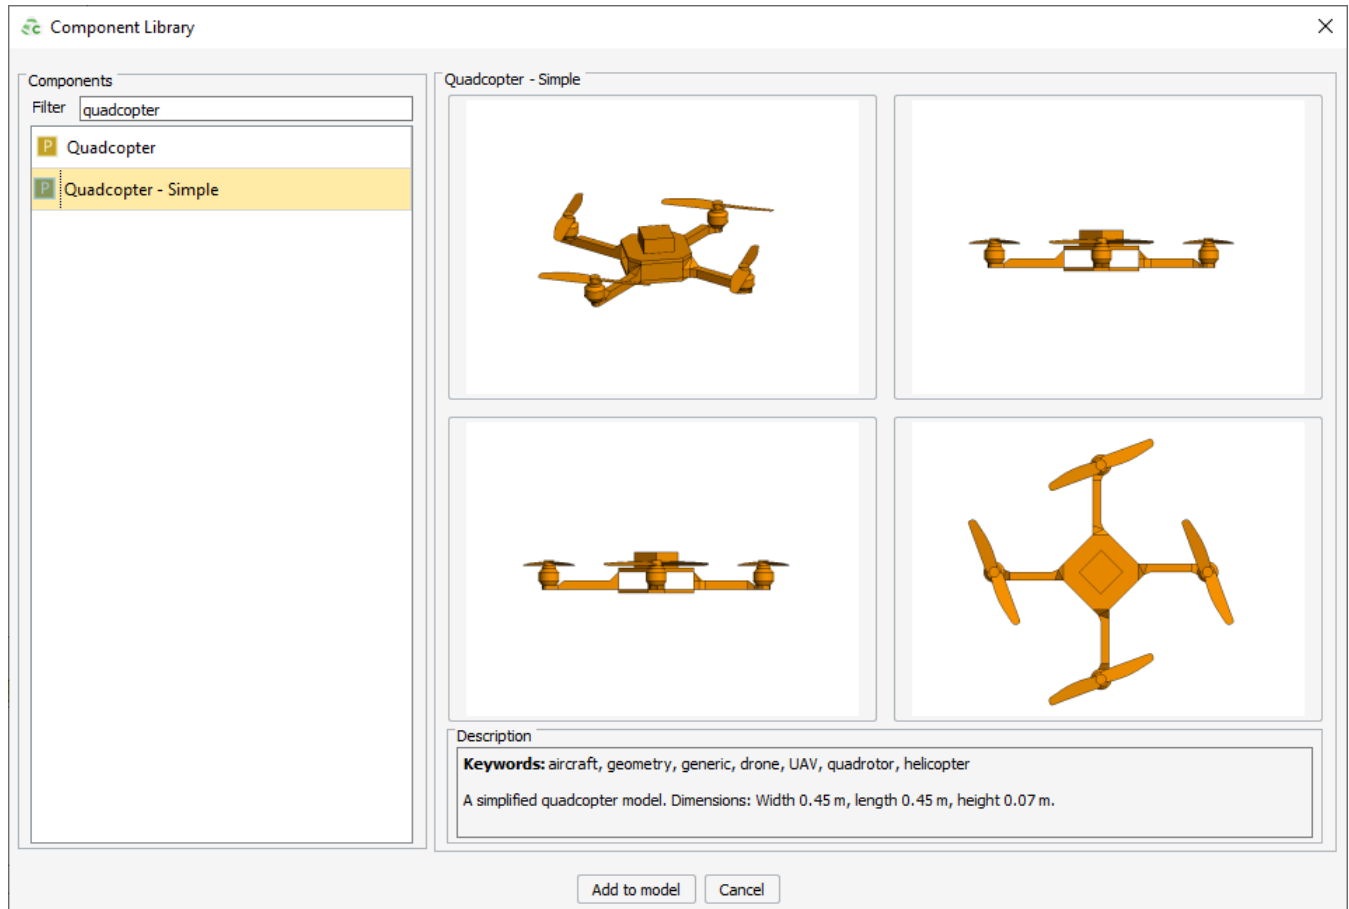 Component Library
Components
Filter quadcopter
P Quadcopter
P Quadcopter - Simple
Quadcopter - Simple
Description
Keywords: aircraft, geometry, generic, drone, UAV, quadrotor, helicopter
A simplified quadcopter model. Dimensions: Width 0.45 m, length 0.45 m, height 0.07 m.
Add to model Cancel